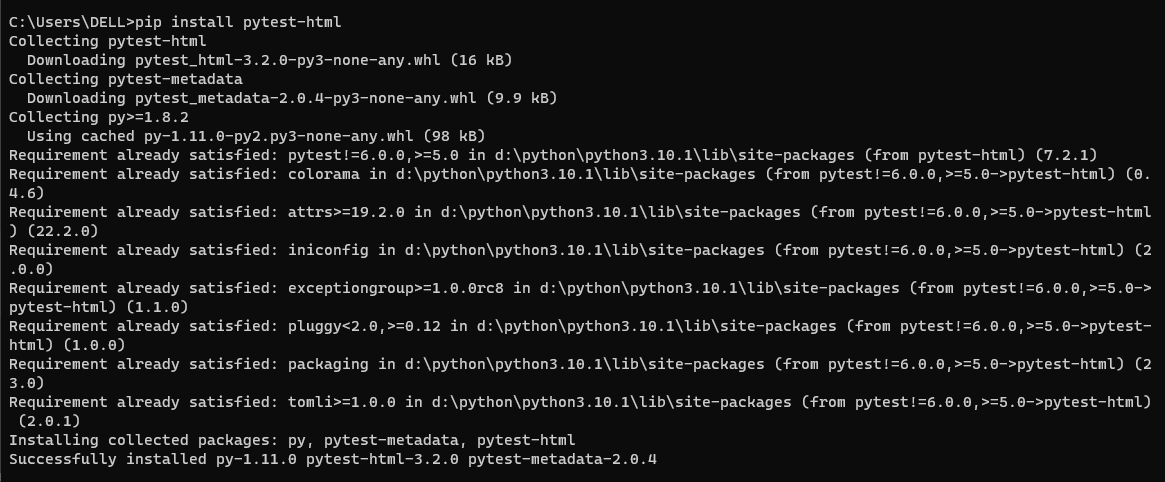 C:\Users\DELL>pip install pytest-html
Collecting pytest-html
  Downloading pytest_html-3.2.0-py3-none-any.whl (16 kB)
Collecting pytest-metadata
  Downloading pytest_metadata-2.0.4-py3-none-any.whl (9.9 kB)
Collecting py>=1.8.2
  Using cached py-1.11.0-py2.py3-none-any.whl (98 kB)
Requirement already satisfied: pytest!=6.0.0,>=5.0 in d:\python\python3.10.1\lib\site-packages (from pytest-html) (7.2.1)
Requirement already satisfied: colorama in d:\python\python3.10.1\lib\site-packages (from pytest!=6.0.0,>=5.0->pytest-html) (0.
4.6)
Requirement already satisfied: attrs>=19.2.0 in d:\python\python3.10.1\lib\site-packages (from pytest!=6.0.0,>=5.0->pytest-html
) (22.2.0)
Requirement already satisfied: iniconfig in d:\python\python3.10.1\lib\site-packages (from pytest!=6.0.0,>=5.0->pytest-html) (2
.0.0)
Requirement already satisfied: exceptiongroup>=1.0.0rc8 in d:\python\python3.10.1\lib\site-packages (from pytest!=6.0.0,>=5.0->
pytest-html) (1.1.0)
Requirement already satisfied: pluggy<2.0,>=0.12 in d:\python\python3.10.1\lib\site-packages (from pytest!=6.0.0,>=5.0->pytest-
html) (1.0.0)
Requirement already satisfied: packaging in d:\python\python3.10.1\lib\site-packages (from pytest!=6.0.0,>=5.0->pytest-html) (2
3.0)
Requirement already satisfied: tomli>=1.0.0 in d:\python\python3.10.1\lib\site-packages (from pytest!=6.0.0,>=5.0->pytest-html)
 (2.0.1)
Installing collected packages: py, pytest-metadata, pytest-html
Successfully installed py-1.11.0 pytest-html-3.2.0 pytest-metadata-2.0.4